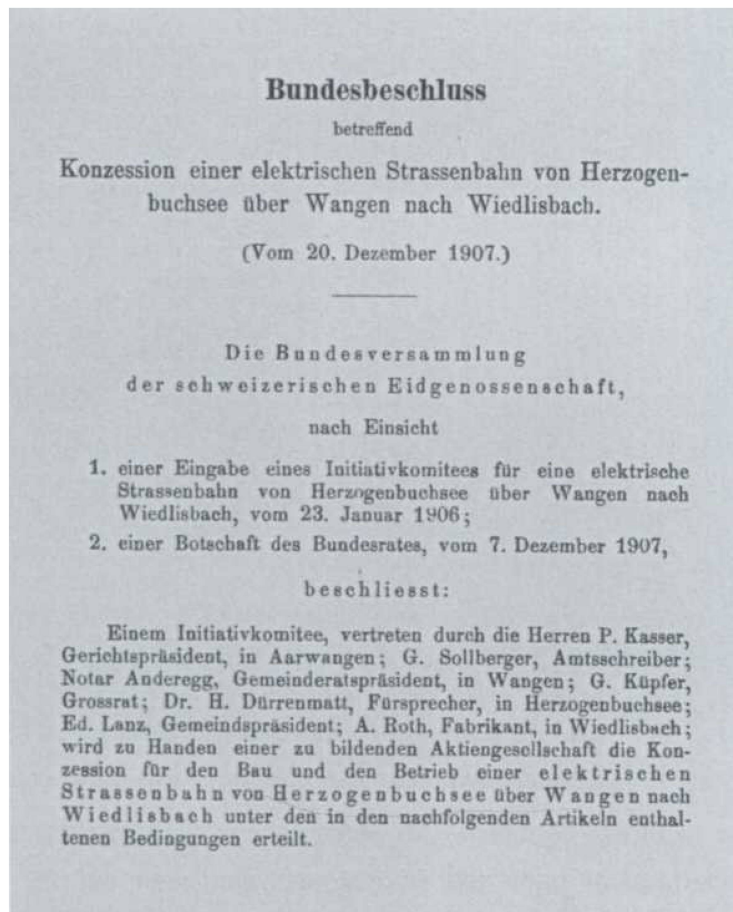 Bundesbeschluss
betreffend
Konzession einer elektrischen Strassenbahn von Herzogen-
buchsee über Wangen nach Wiedlisbach.
(Vom 20. Dezember 1907.)
Die Bundesversammlung
der schweizerischen Eidgenossenschaft,
nach Einsicht
1. einer Eingabe eines Initiativkomitees für eine elektrische
Strassenbahn von Herzogenbuchsee über Wangen nach
Wiedlisbach, vom 23. Januar 1906;
2. einer Botschaft des Bundesrates, vom 7. Dezember 1907,
beschliesst:
Einem Initiativkomitee, vertreten durch die Herren P. Kasser,
Gerichtspräsident, in Aarwangen; G. Sollberger, Amtsschreiber;
Notar Anderegg, Gemeinderatspräsident, in Wangen; G. Küpfer,
Grossrat; Dr. H. Dürrenmatt, Fürsprecher, in Herzogenbuchsee;
Ed. Lanz, Gemeindspräsident; A. Roth, Fabrikant, in Wiedlisbach;
wird zu Handen einer zu bildenden Aktiengesellschaft die Kon-
zession für den Bau und den Betrieb einer elektrischen
Strassenbahn von Herzogenbuchsee über Wangen nach
Wiedlisbach unter den in den nachfolgenden Artikeln enthal-
tenen Bedingungen erteilt.